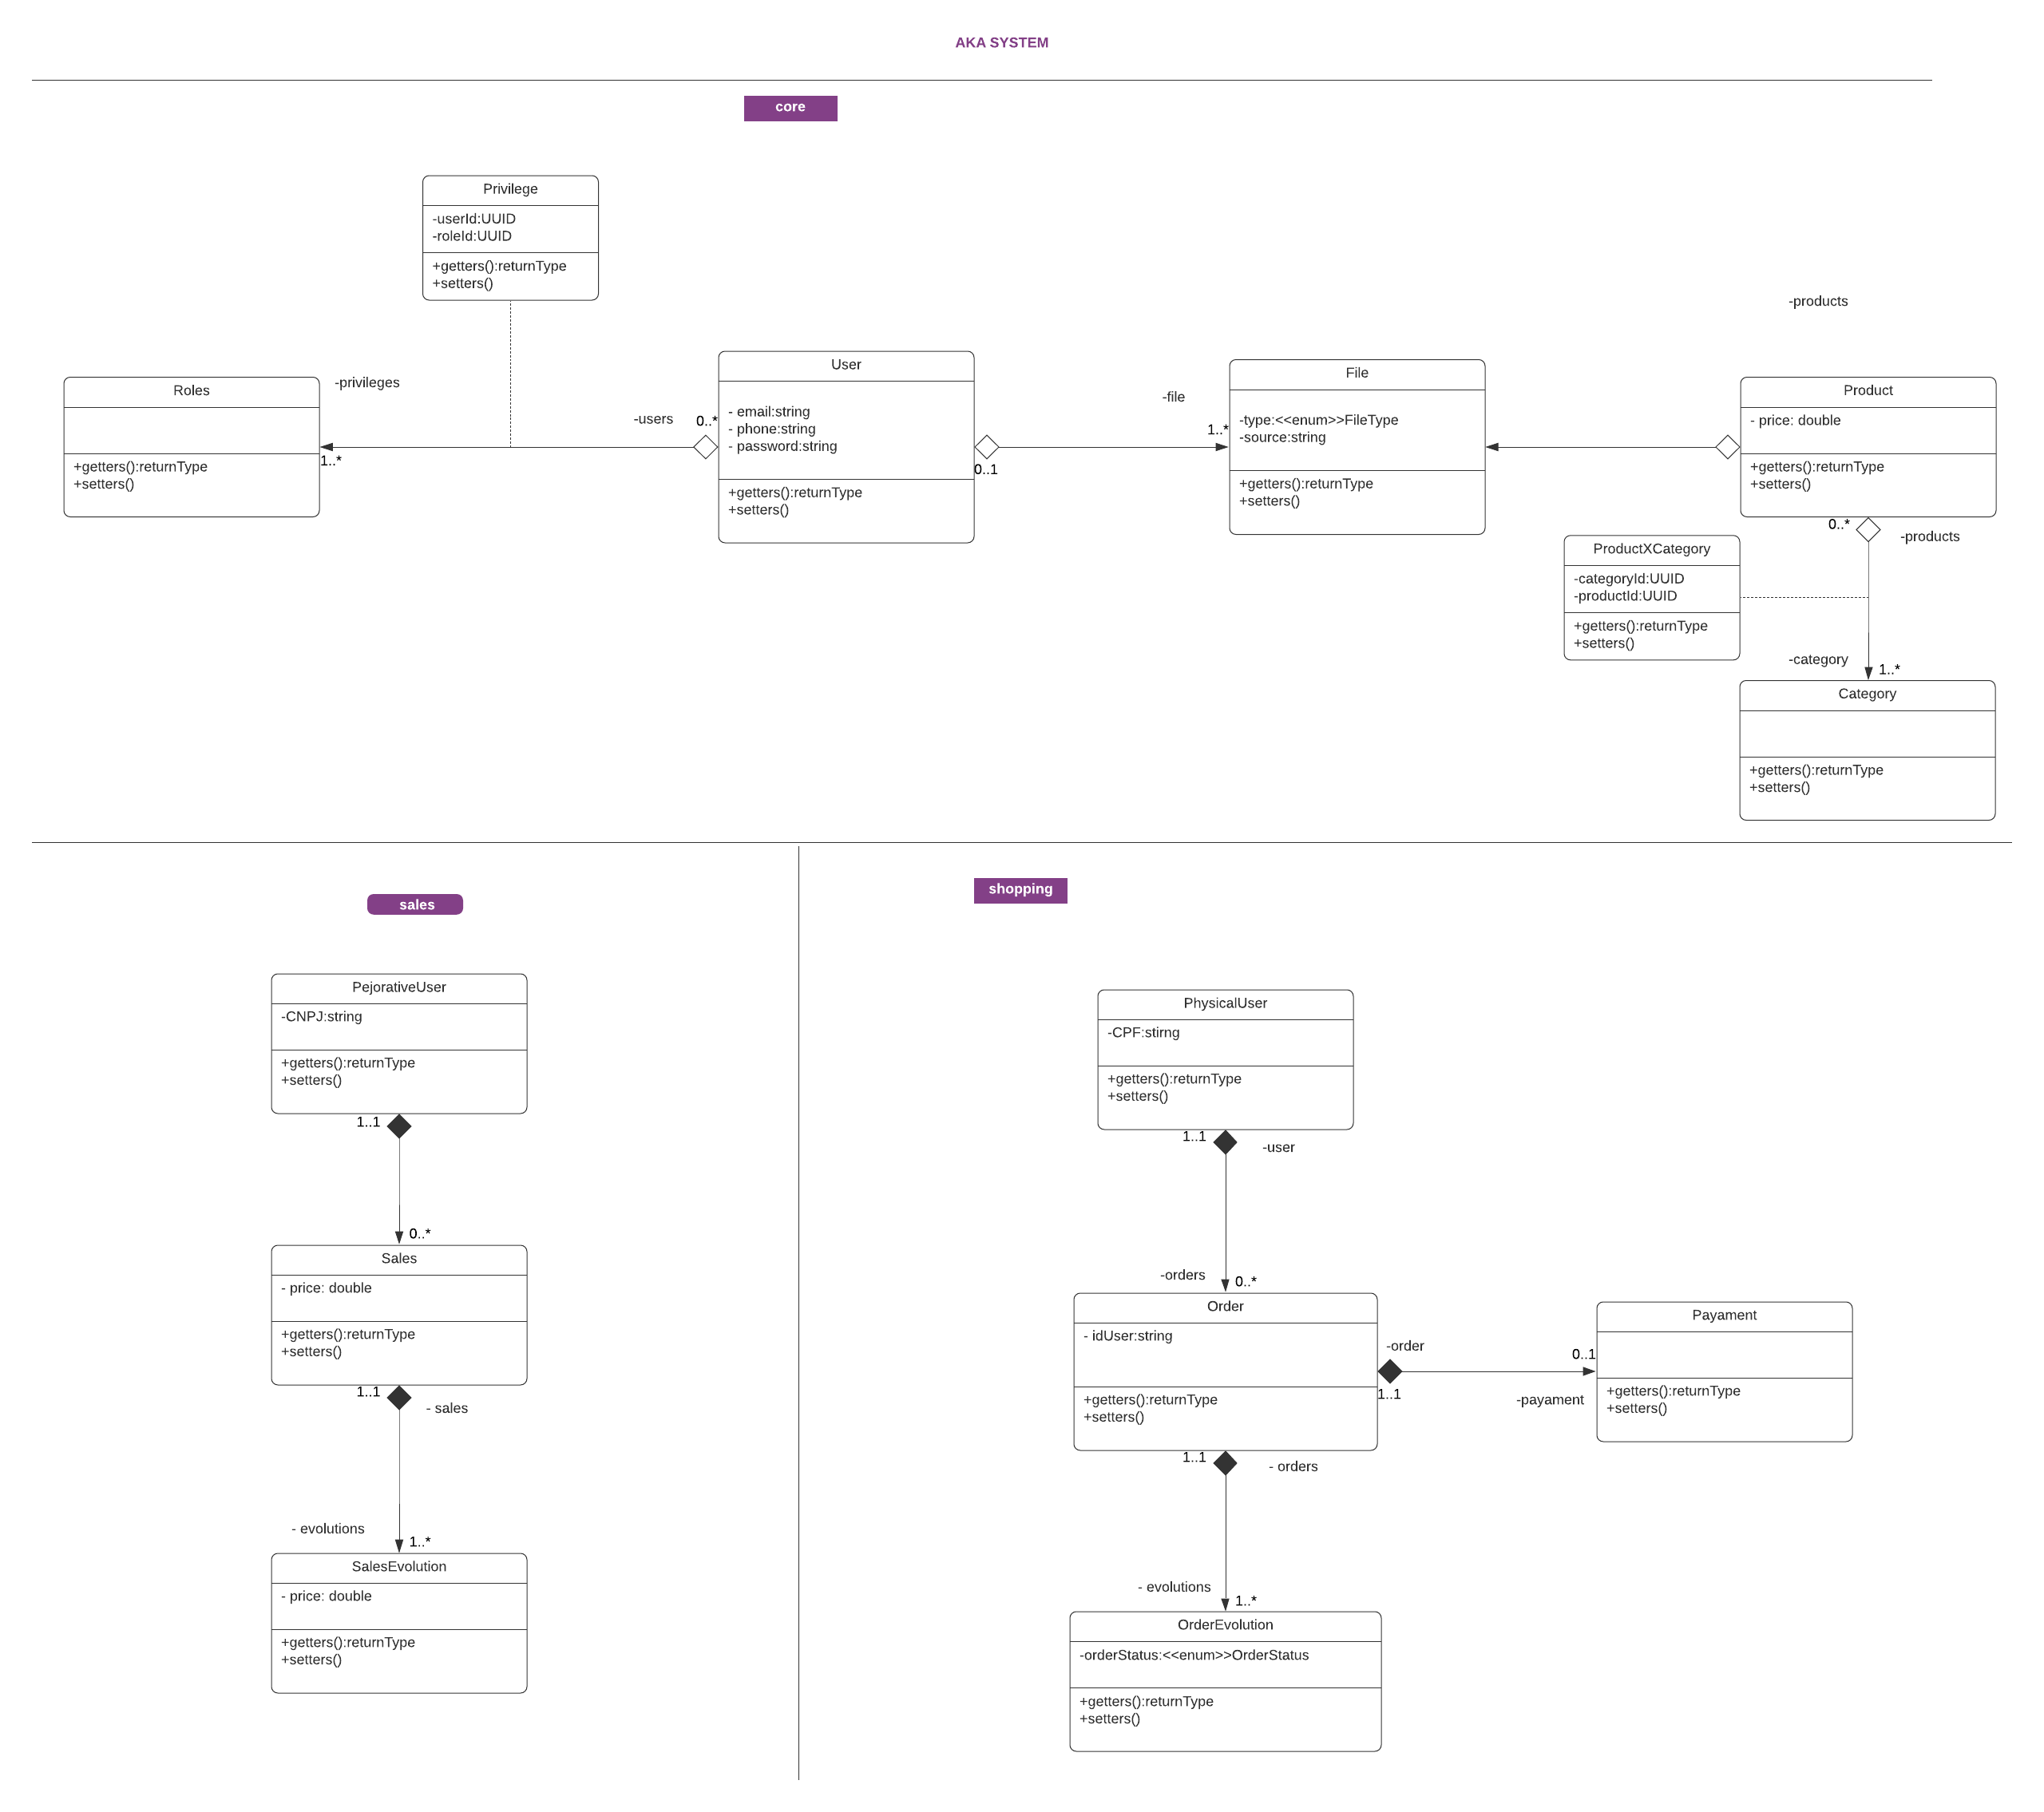 AKA SYSTEM
core
Privilege
-userId:UUID
-roleId:UUID
+getters():returnType
+setters()
-products
Roles
+getters():returnType
+setters()
-privileges
1..*
-users
0..*
User
- email:string
- phone:string
- password:string
+getters():returnType
+setters()
0..1
-file
1..*
File
-type:<<enum>>FileType
-source:string
+getters():returnType
+setters()
Product
- price: double
+getters():returnType
+setters()
0..*
-products
ProductXCategory
-categoryId:UUID
-productId:UUID
+getters():returnType
+setters()
-category
1..*
Category
+getters():returnType
+setters()
sales
PejorativeUser
-CNPJ:string
+getters():returnType
+setters()
1..1
0..*
Sales
- price: double
+getters():returnType
+setters()
1..1
- sales
- evolutions
1..*
SalesEvolution
- price: double
+getters():returnType
+setters()
shopping
PhysicalUser
-CPF:stirng
+getters():returnType
+setters()
1..1
-user
-orders
0..*
Order
- idUser:string
+getters():returnType
+setters()
-order
1..1
0..1
-payament
Payament
+getters():returnType
+setters()
1..1
- orders
- evolutions
1..*
OrderEvolution
-orderStatus:<<enum>>OrderStatus
+getters():returnType
+setters()